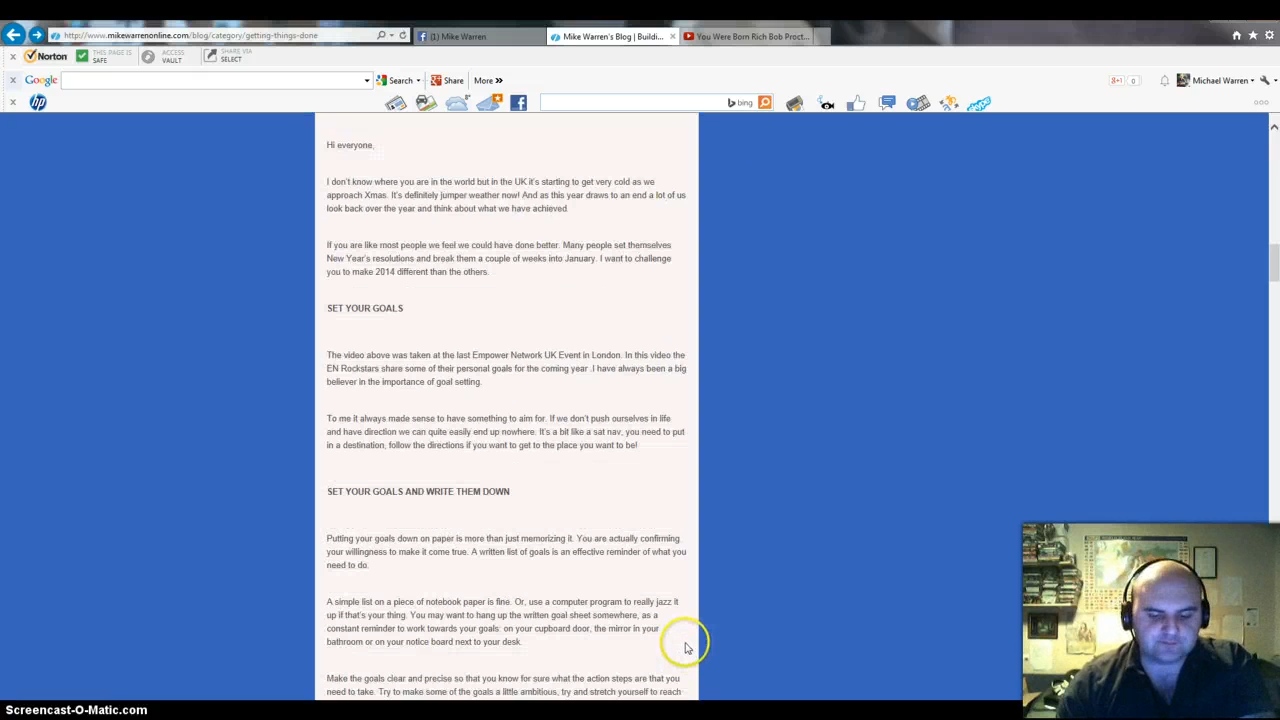 http://www.mikewarrenonline.com/blog/category/getting-things-done
(1) Mike Warren
Mike Warren's Blog | Buildi...
You Were Born Rich Bob Proct...
Norton
THIS PAGE IS
SAFE
ACCESS
VAULT
SHARE VIA
SELECT
Google
Search
Share
More »
g+1
0
Michael Warren
hp
bing
Hi everyone,
I don't know where you are in the world but in the UK it's starting to get very cold as we
approach Xmas. It's definitely jumper weather now! And as this year draws to an end a lot of us
look back over the year and think about what we have achieved.
If you are like most people we feel we could have done better. Many people set themselves
New Year's resolutions and break them a couple of weeks into January. I want to challenge
you to make 2014 different than the others.
SET YOUR GOALS
The video above was taken at the last Empower Network UK Event in London. In this video the
EN Rockstars share some of their personal goals for the coming year .I have always been a big
believer in the importance of goal setting.
To me it always made sense to have something to aim for. If we don't push ourselves in life
and have direction we can quite easily end up nowhere. It's a bit like a sat nav, you need to put
in a destination, follow the directions if you want to get to the place you want to be!
SET YOUR GOALS AND WRITE THEM DOWN
Putting your goals down on paper is more than just memorizing it. You are actually confirming
your willingness to make it come true. A written list of goals is an effective reminder of what you
need to do.
A simple list on a piece of notebook paper is fine. Or, use a computer program to really jazz it
up if that's your thing. You may want to hang up the written goal sheet somewhere, as a
constant reminder to work towards your goals: on your cupboard door, the mirror in your
bathroom or on your notice board next to your desk.
Make the goals clear and precise so that you know for sure what the action steps are that you
need to take. Try to make some of the goals a little ambitious, try and stretch yourself to reach
Screencast-O-Matic.com